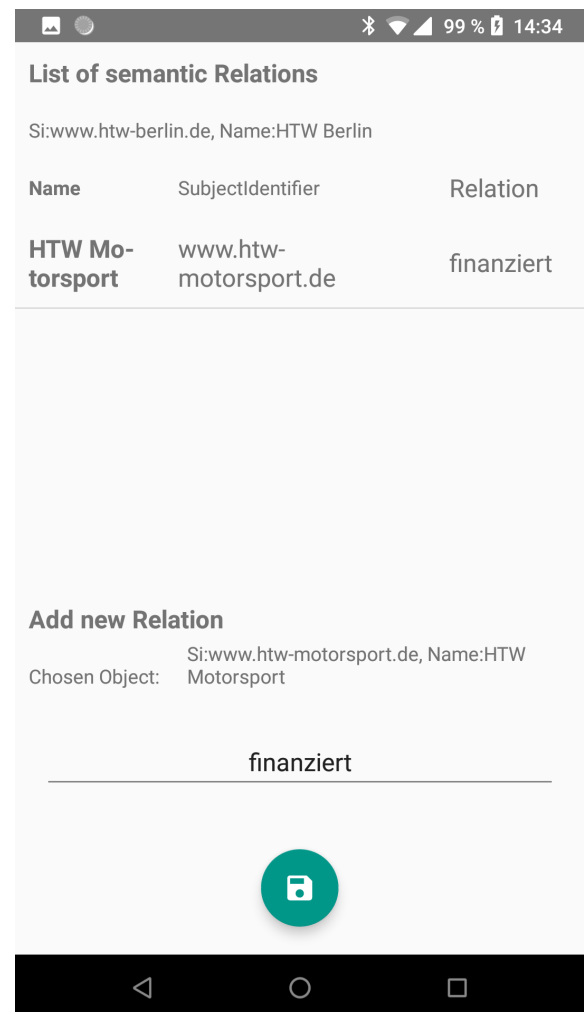 99 % 14:34
List of semantic Relations
Si:www.htw-berlin.de, Name:HTW Berlin
Name SubjectIdentifier Relation
HTW Mo- www.htw- finanziert
torsport motorsport.de
Add new Relation
Chosen Object: Si:www.htw-motorsport.de, Name:HTW
Motorsport
finanziert